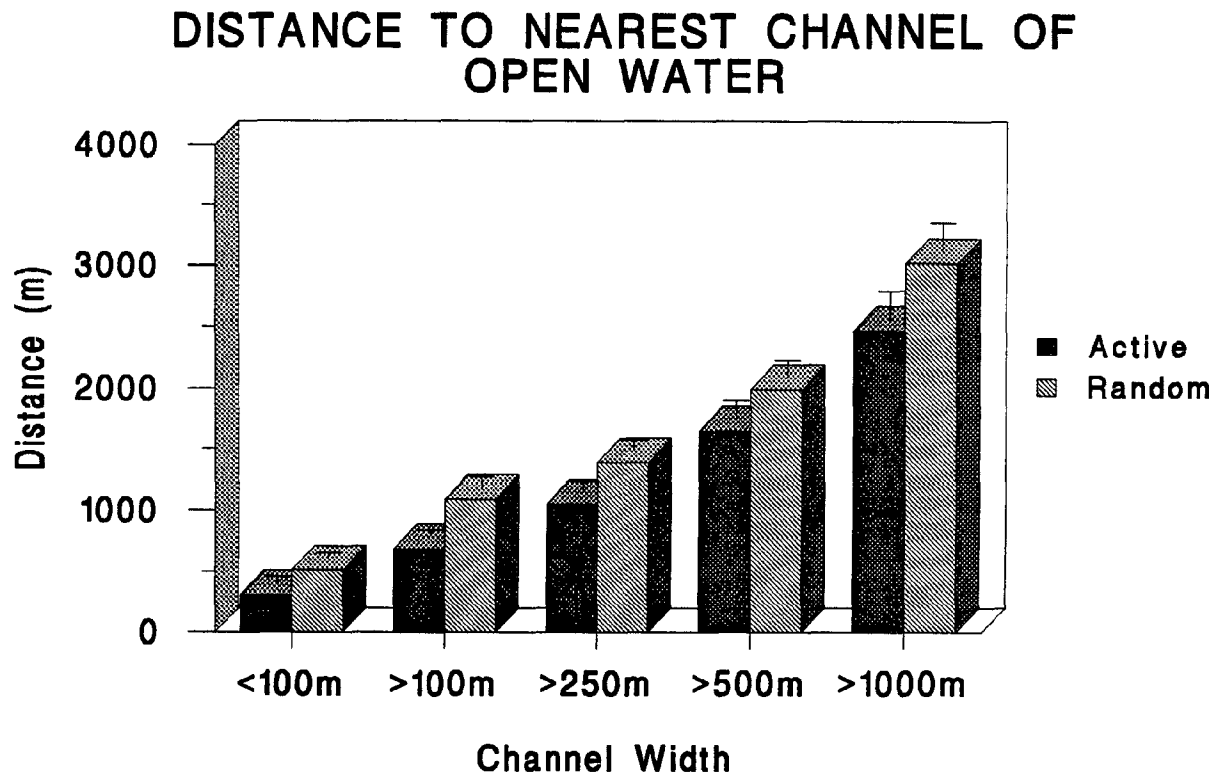 DISTANCE TO NEAREST CHANNEL OF
OPEN WATER
4000
3000
2000
1000
0
Distance (m)
Active
Random
<100m >100m >250m >500m >1000m
Channel Width